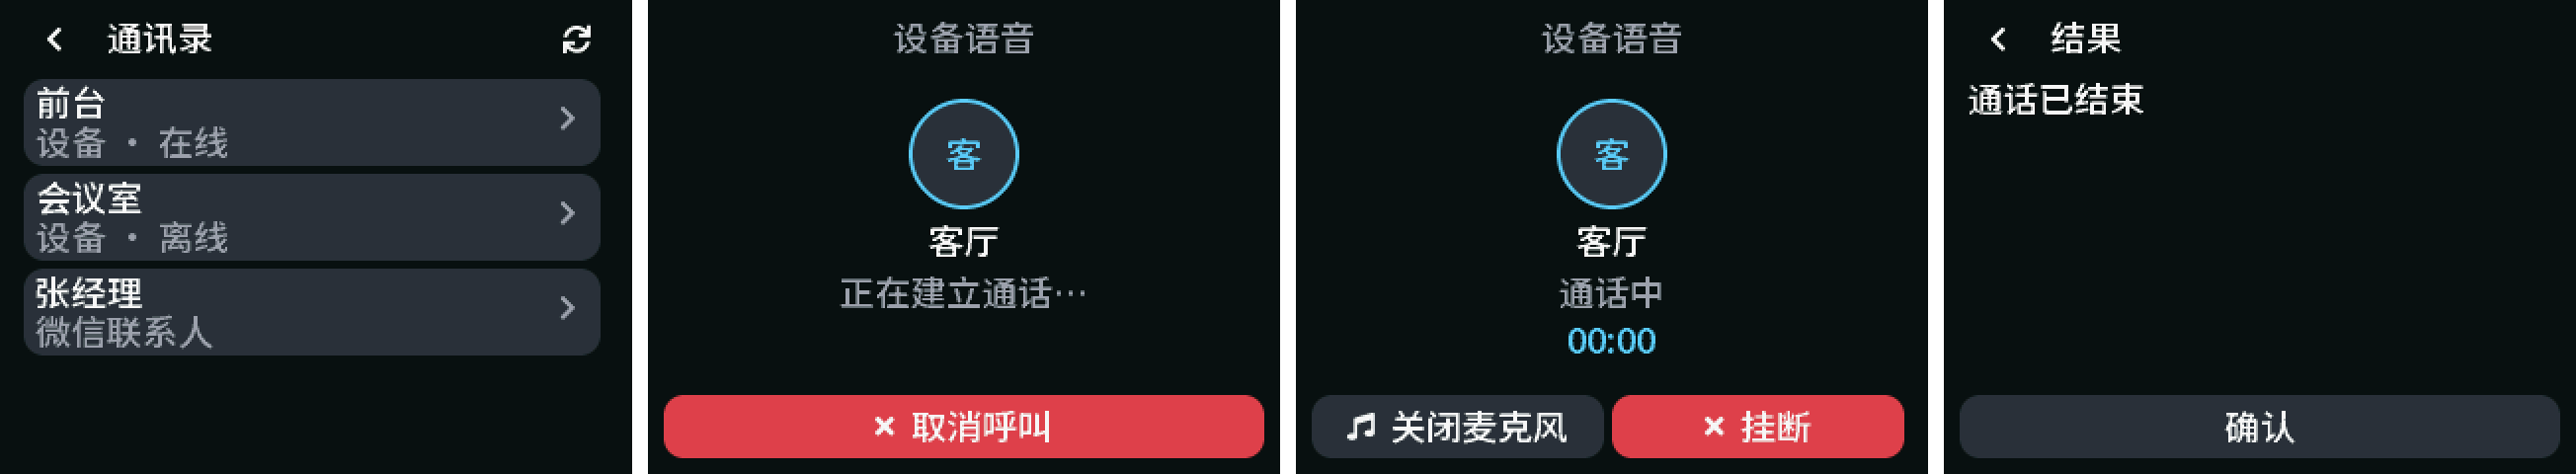 通讯录
前台
设备 · 在线
会议室
设备 · 离线
张经理
微信联系人
设备语音
客
客厅
正在建立通话…
取消呼叫
设备语音
客
客厅
通话中
00:00
关闭麦克风
挂断
结果
通话已结束
确认